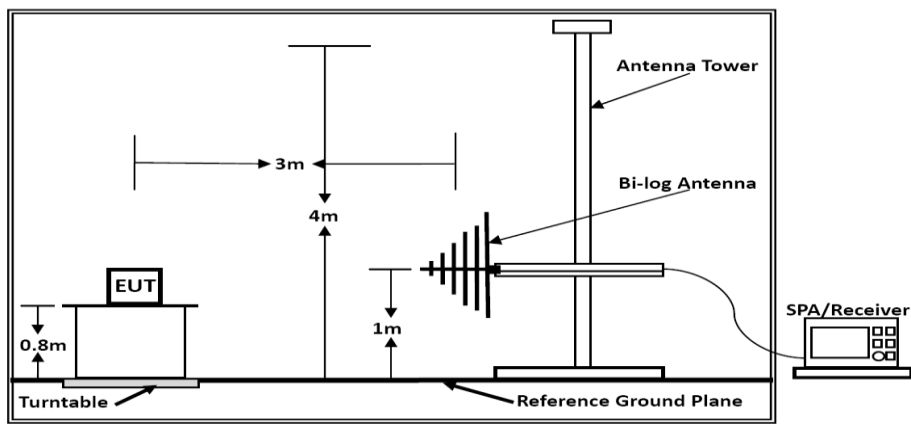 Antenna Tower
3m
Bi-log Antenna
4m
EUT
SPA/Receiver
1m
0.8m
Turntable
Reference Ground Plane